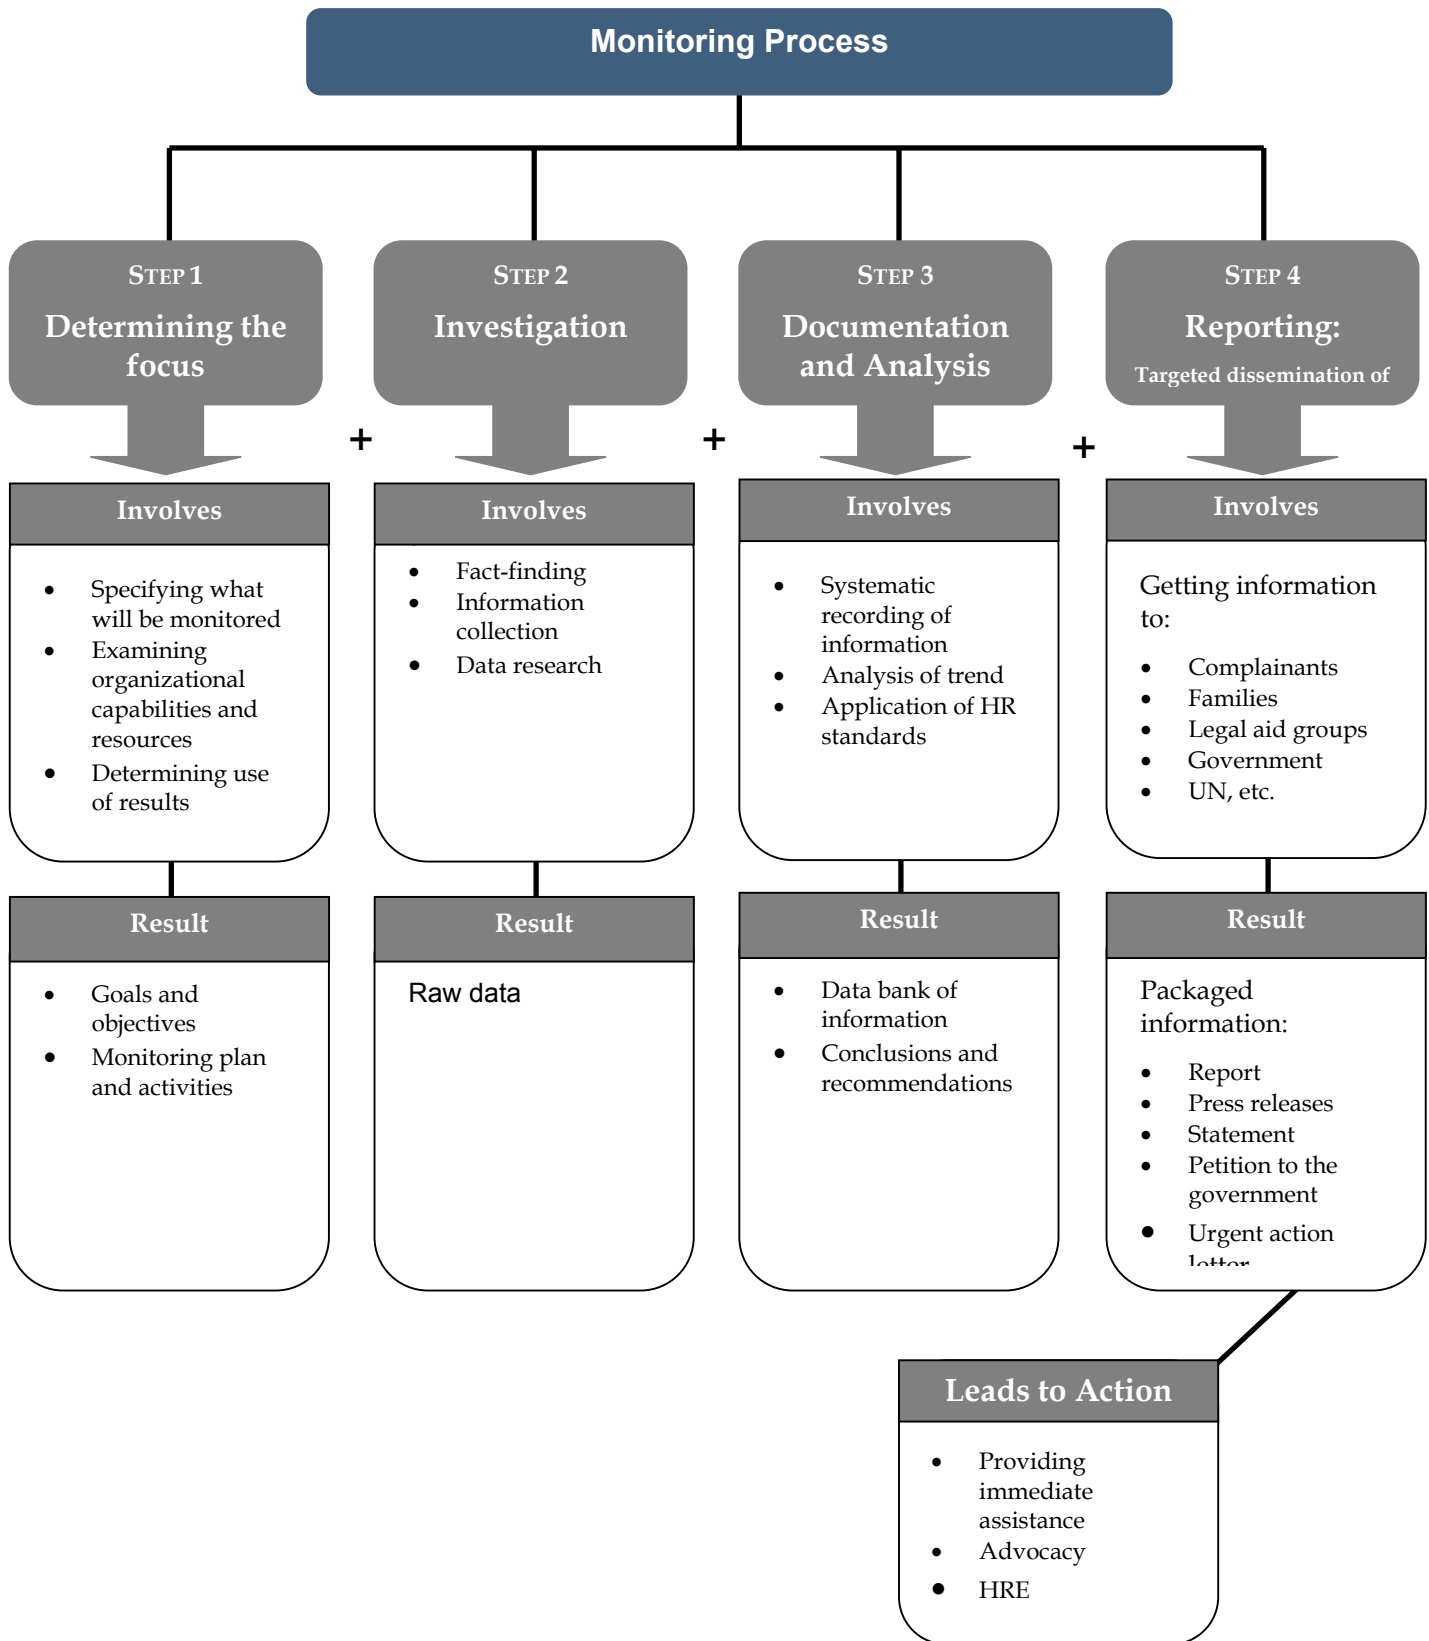 Monitoring Process
STEP 1
Determining the
focus
STEP 2
Investigation
STEP 3
Documentation
and Analysis
STEP 4
Reporting:
Targeted dissemination of
+
+
+
Involves
• Specifying what
will be monitored
• Examining
organizational
capabilities and
resources
• Determining use
of results
Involves
• Fact-finding
• Information
collection
• Data research
Involves
• Systematic
recording of
information
• Analysis of trend
• Application of HR
standards
Involves
Getting information
to:
• Complainants
• Families
• Legal aid groups
• Government
• UN, etc.
Result
• Goals and
objectives
• Monitoring plan
and activities
Result
Raw data
Result
• Data bank of
information
• Conclusions and
recommendations
Result
Packaged
information:
• Report
• Press releases
• Statement
• Petition to the
government
• Urgent action
letter
Leads to Action
• Providing
immediate
assistance
• Advocacy
• HRE